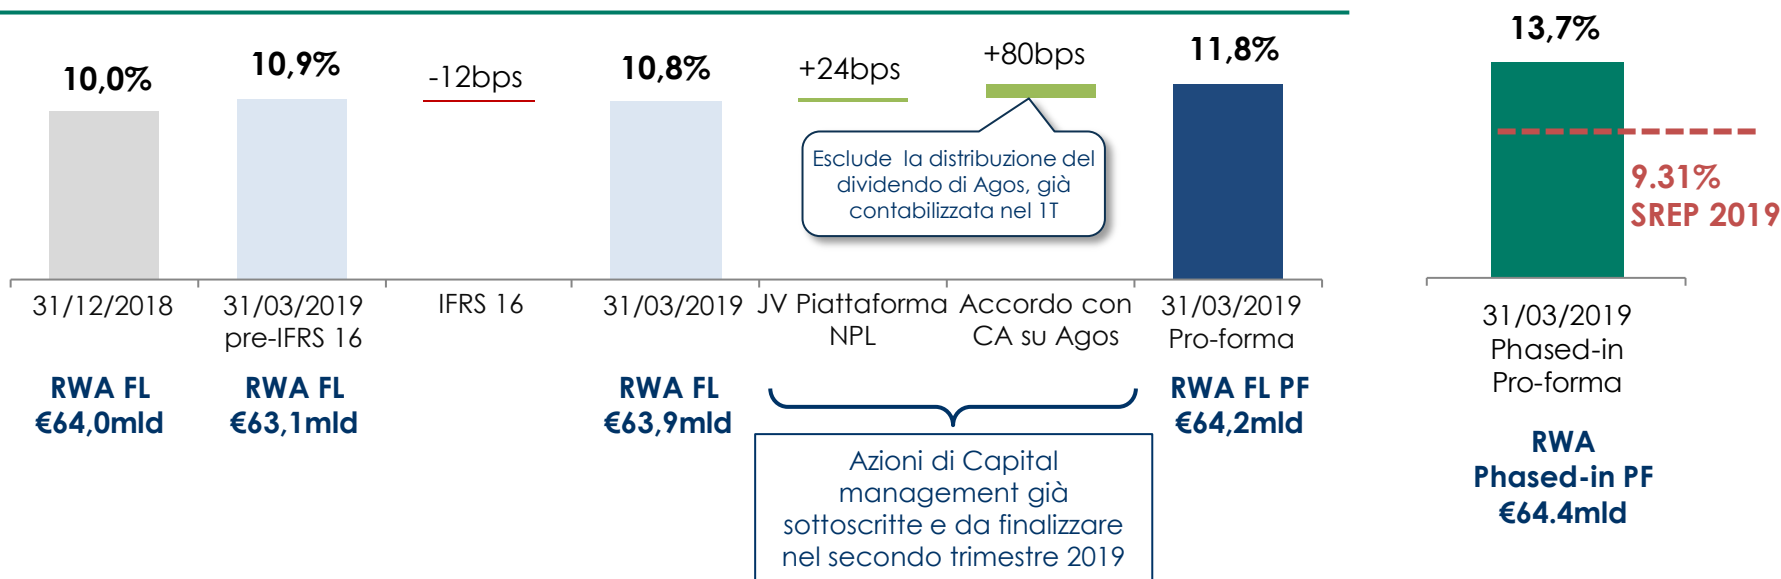 10,0%
10,9%
-12bps
10,8%
+24bps
+80bps
11,8%
Esclude la distribuzione del
dividendo di Agos, già
contabilizzata nel 1T
31/12/2018
31/03/2019
pre-IFRS 16
IFRS 16
31/03/2019
JV Piattaforma
NPL
Accordo con
CA su Agos
31/03/2019
Pro-forma
RWA FL
€64,0mld
RWA FL
€63,1mld
RWA FL
€63,9mld
RWA FL PF
€64,2mld
Azioni di Capital
management già
sottoscritte e da finalizzare
nel secondo trimestre 2019
13,7%
9.31%
SREP 2019
31/03/2019
Phased-in
Pro-forma
RWA
Phased-in PF
€64.4mld